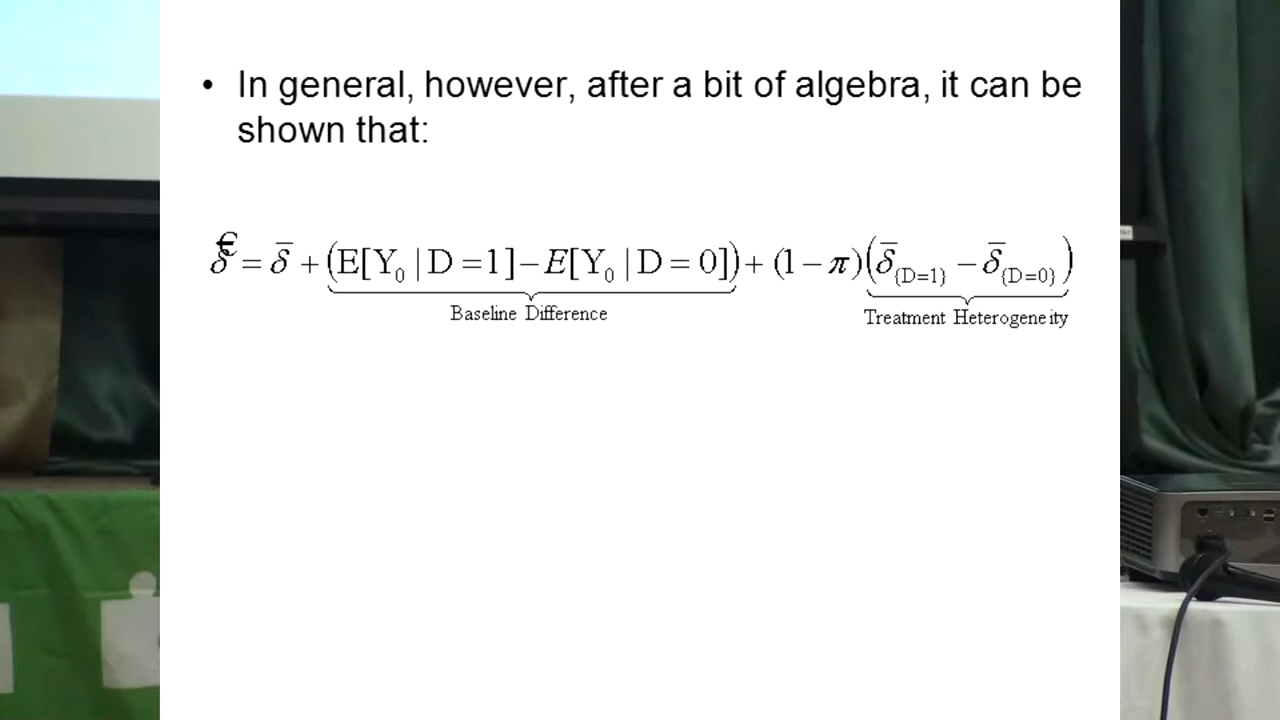 • In general, however, after a bit of algebra, it can be
shown that:
€
δ = δ̅ + (E[Y₀ | D = 1] − E[Y₀ | D = 0]) + (1 − π)(δ̅{D=1} − δ̅{D=0})
Baseline Difference
Treatment Heterogeneity